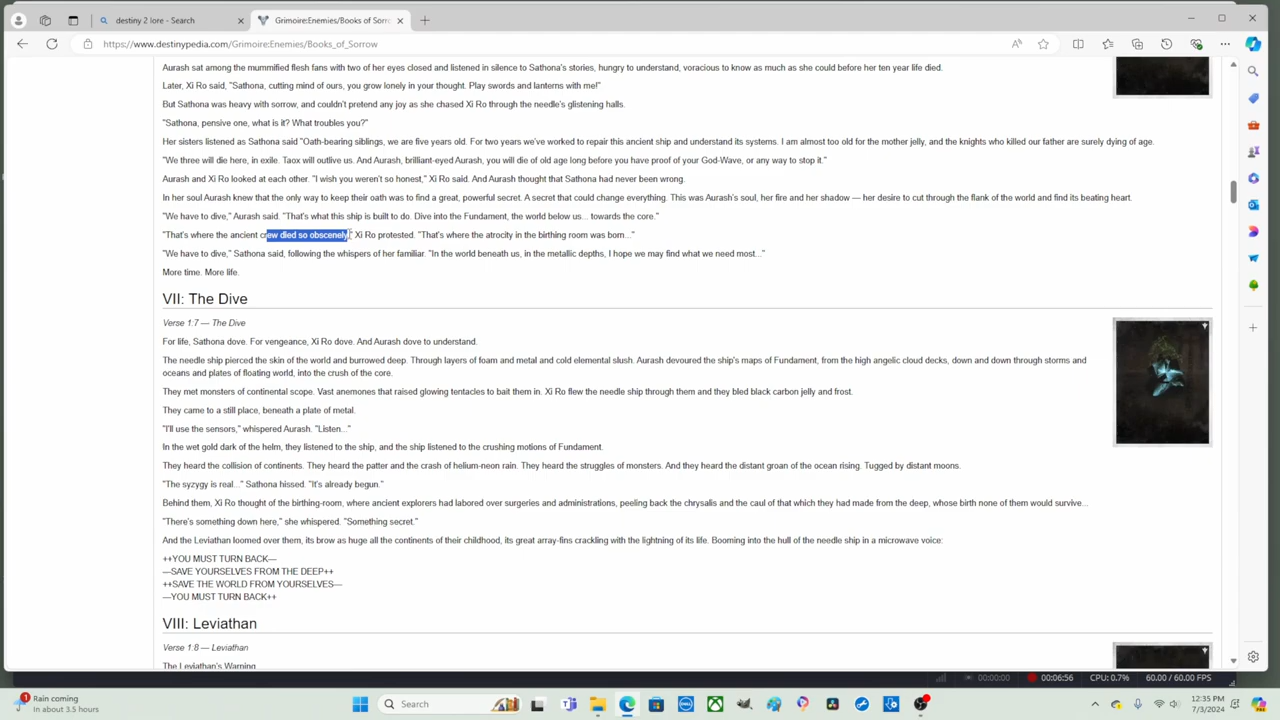 destiny 2 lore - Search
Grimoire:Enemies/Books of Sorr
https://www.destinypedia.com/Grimoire:Enemies/Books_of_Sorrow
Aurash sat among the mummified flesh fans with two of her eyes closed and listened in silence to Sathona's stories, hungry to understand, voracious to know as much as she could before her ten year life died.
Later, Xi Ro said, "Sathona, cutting mind of ours, you grow lonely in your thought. Play swords and lanterns with me!"
But Sathona was heavy with sorrow, and couldn't pretend any joy as she chased Xi Ro through the needle's glistening halls.
"Sathona, pensive one, what is it? What troubles you?"
Her sisters listened as Sathona said "Oath-bearing siblings, we are five years old. For two years we've worked to repair this ancient ship and understand its systems. I am almost too old for the mother jelly, and the knights who killed our father are surely dying of age.
"We three will die here, in exile. Taox will outlive us. And Aurash, brilliant-eyed Aurash, you will die of old age long before you have proof of your God-Wave, or any way to stop it."
Aurash and Xi Ro looked at each other. "I wish you weren't so honest," Xi Ro said. And Aurash thought that Sathona had never been wrong.
In her soul Aurash knew that the only way to keep their oath was to find a great, powerful secret. A secret that could change everything. This was Aurash's soul, her fire and her shadow — her desire to cut through the flank of the world and find its beating heart.
"We have to dive," Aurash said. "That's what this ship is built to do. Dive into the Fundament, the world below us... towards the core."
"That's where the ancient crew died so obscenely," Xi Ro protested. "That's where the atrocity in the birthing room was born..."
"We have to dive," Sathona said, following the whispers of her familiar. "In the world beneath us, in the metallic depths, I hope we may find what we need most..."
More time. More life.
VII: The Dive
Verse 1:7 — The Dive
For life, Sathona dove. For vengeance, Xi Ro dove. And Aurash dove to understand.
The needle ship pierced the skin of the world and burrowed deep. Through layers of foam and metal and cold elemental slush. Aurash devoured the ship's maps of Fundament, from the high angelic cloud decks, down and down through storms and
oceans and plates of floating world, into the crush of the core.
They met monsters of continental scope. Vast anemones that raised glowing tentacles to bait them in. Xi Ro flew the needle ship through them and they bled black carbon jelly and frost.
They came to a still place, beneath a plate of metal.
"I'll use the sensors," whispered Aurash. "Listen..."
In the wet gold dark of the helm, they listened to the ship, and the ship listened to the crushing motions of Fundament.
They heard the collision of continents. They heard the patter and the crash of helium-neon rain. They heard the struggles of monsters. And they heard the distant groan of the ocean rising. Tugged by distant moons.
"The syzygy is real..." Sathona hissed. "It's already begun."
Behind them, Xi Ro thought of the birthing-room, where ancient explorers had labored over surgeries and administrations, peeling back the chrysalis and the caul of that which they had made from the deep, whose birth none of them would survive...
"There's something down here," she whispered. "Something secret."
And the Leviathan loomed over them, its brow as huge all the continents of their childhood, its great array-fins crackling with the lightning of its life. Booming into the hull of the needle ship in a microwave voice:
++YOU MUST TURN BACK—
—SAVE YOURSELVES FROM THE DEEP++
++SAVE THE WORLD FROM YOURSELVES—
—YOU MUST TURN BACK++
VIII: Leviathan
Verse 1:8 — Leviathan
The Leviathan's Warning
00:00:00
00:06:56
CPU: 0.7%
60.00 / 60.00 FPS
1
Rain coming
In about 3.5 hours
Search
12:35 PM
7/3/2024